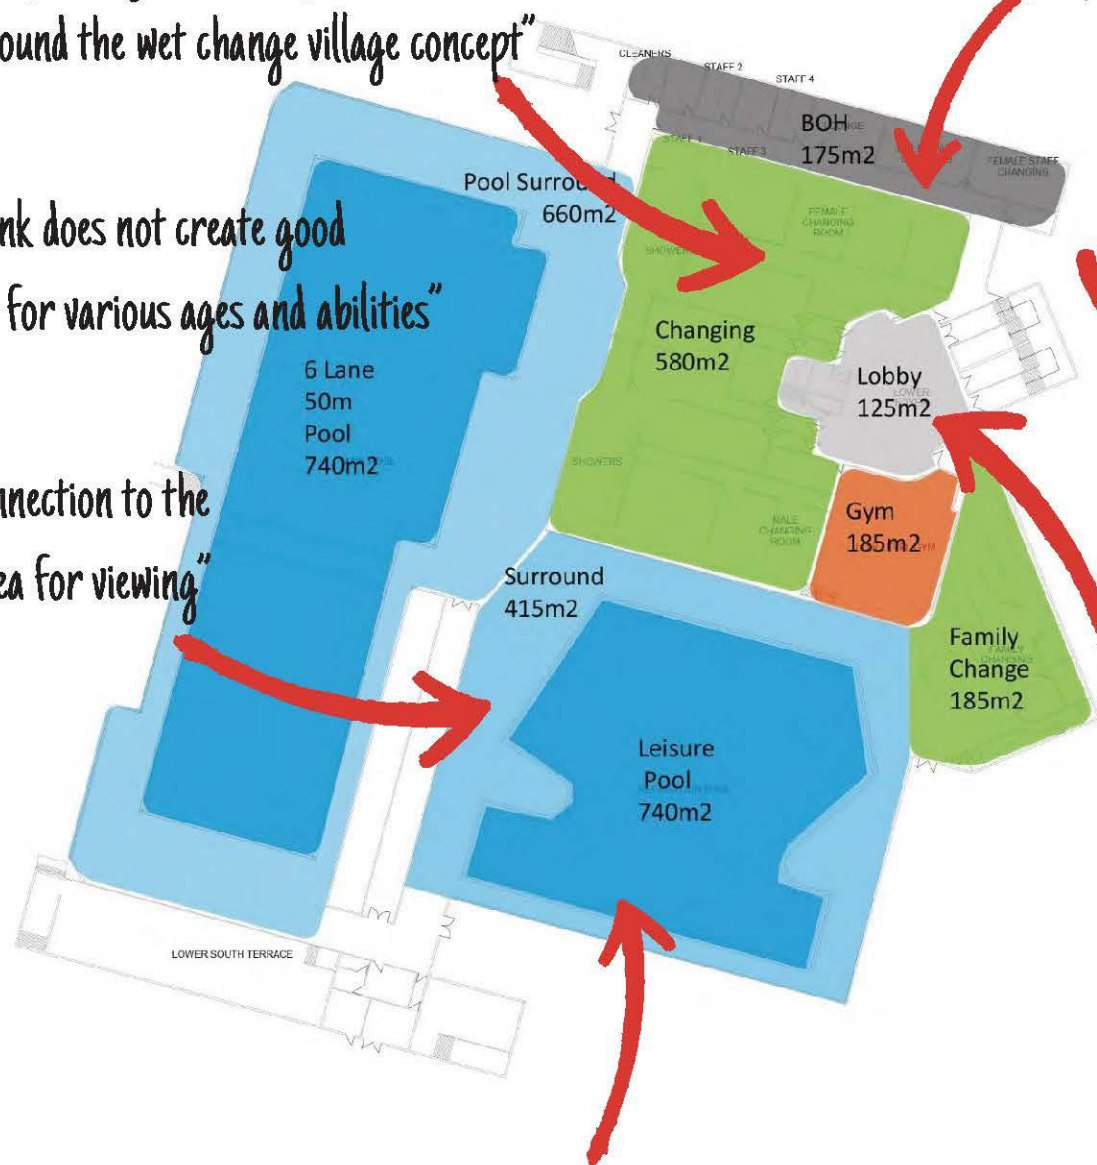 ound the wet change village concept"
CLEANERS
STAFF 2
STAFF 4
BOH
175m2
STAFF 1
STAFF 3
FEMALE STAFF
CHANGING
Pool Surround
660m2
FEMALE
CHANGING
ROOM
SHOWERS
nk does not create good
for various ages and abilities"
Changing
580m2
6 Lane
50m
Pool
740m2
Lobby
125m2
LOWER
SHOWERS
nnection to the
ea for viewing"
MALE
CHANGING
ROOM
Gym
185m2
GYM
Surround
415m2
Family
Change
185m2
FAMILY
CHANGING
Leisure
Pool
740m2
LOWER SOUTH TERRACE